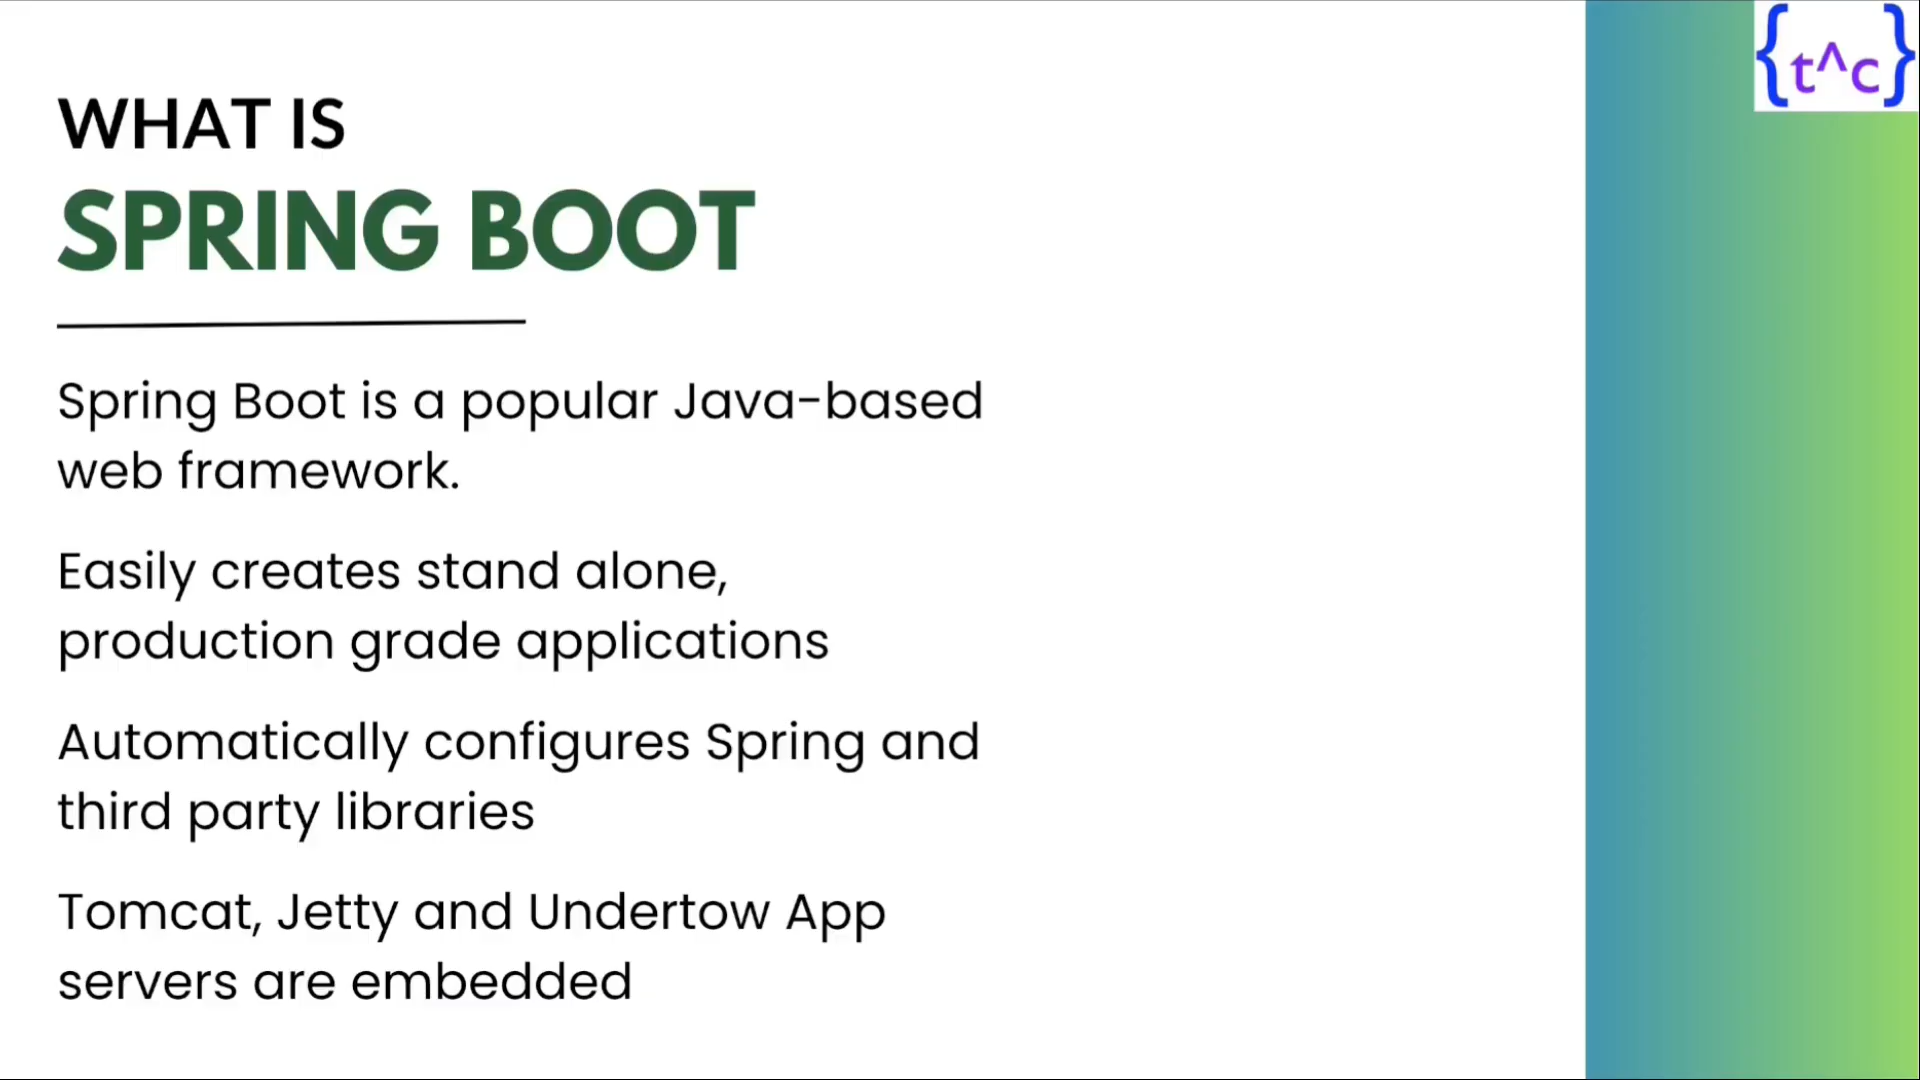 {t^c}
WHAT IS
SPRING BOOT
Spring Boot is a popular Java-based
web framework.
Easily creates stand alone,
production grade applications
Automatically configures Spring and
third party libraries
Tomcat, Jetty and Undertow App
servers are embedded